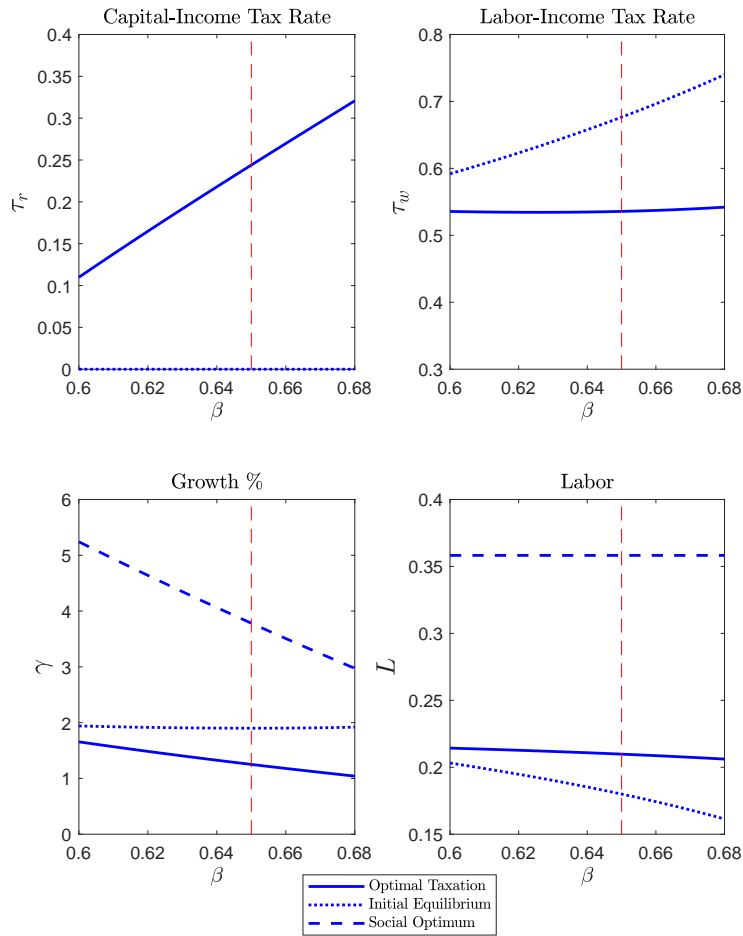 Capital-Income Tax Rate
0.4
0.35
0.3
0.25
0.2
0.15
0.1
0.05
0
τr
0.6 0.62 0.64 0.66 0.68
β
Labor-Income Tax Rate
0.8
0.7
0.6
0.5
0.4
0.3
τw
0.6 0.62 0.64 0.66 0.68
β
Growth %
6
5
4
3
2
1
0
γ
0.6 0.62 0.64 0.66 0.68
β
Labor
0.4
0.35
0.3
0.25
0.2
0.15
L
0.6 0.62 0.64 0.66 0.68
β
Optimal Taxation
Initial Equilibrium
Social Optimum